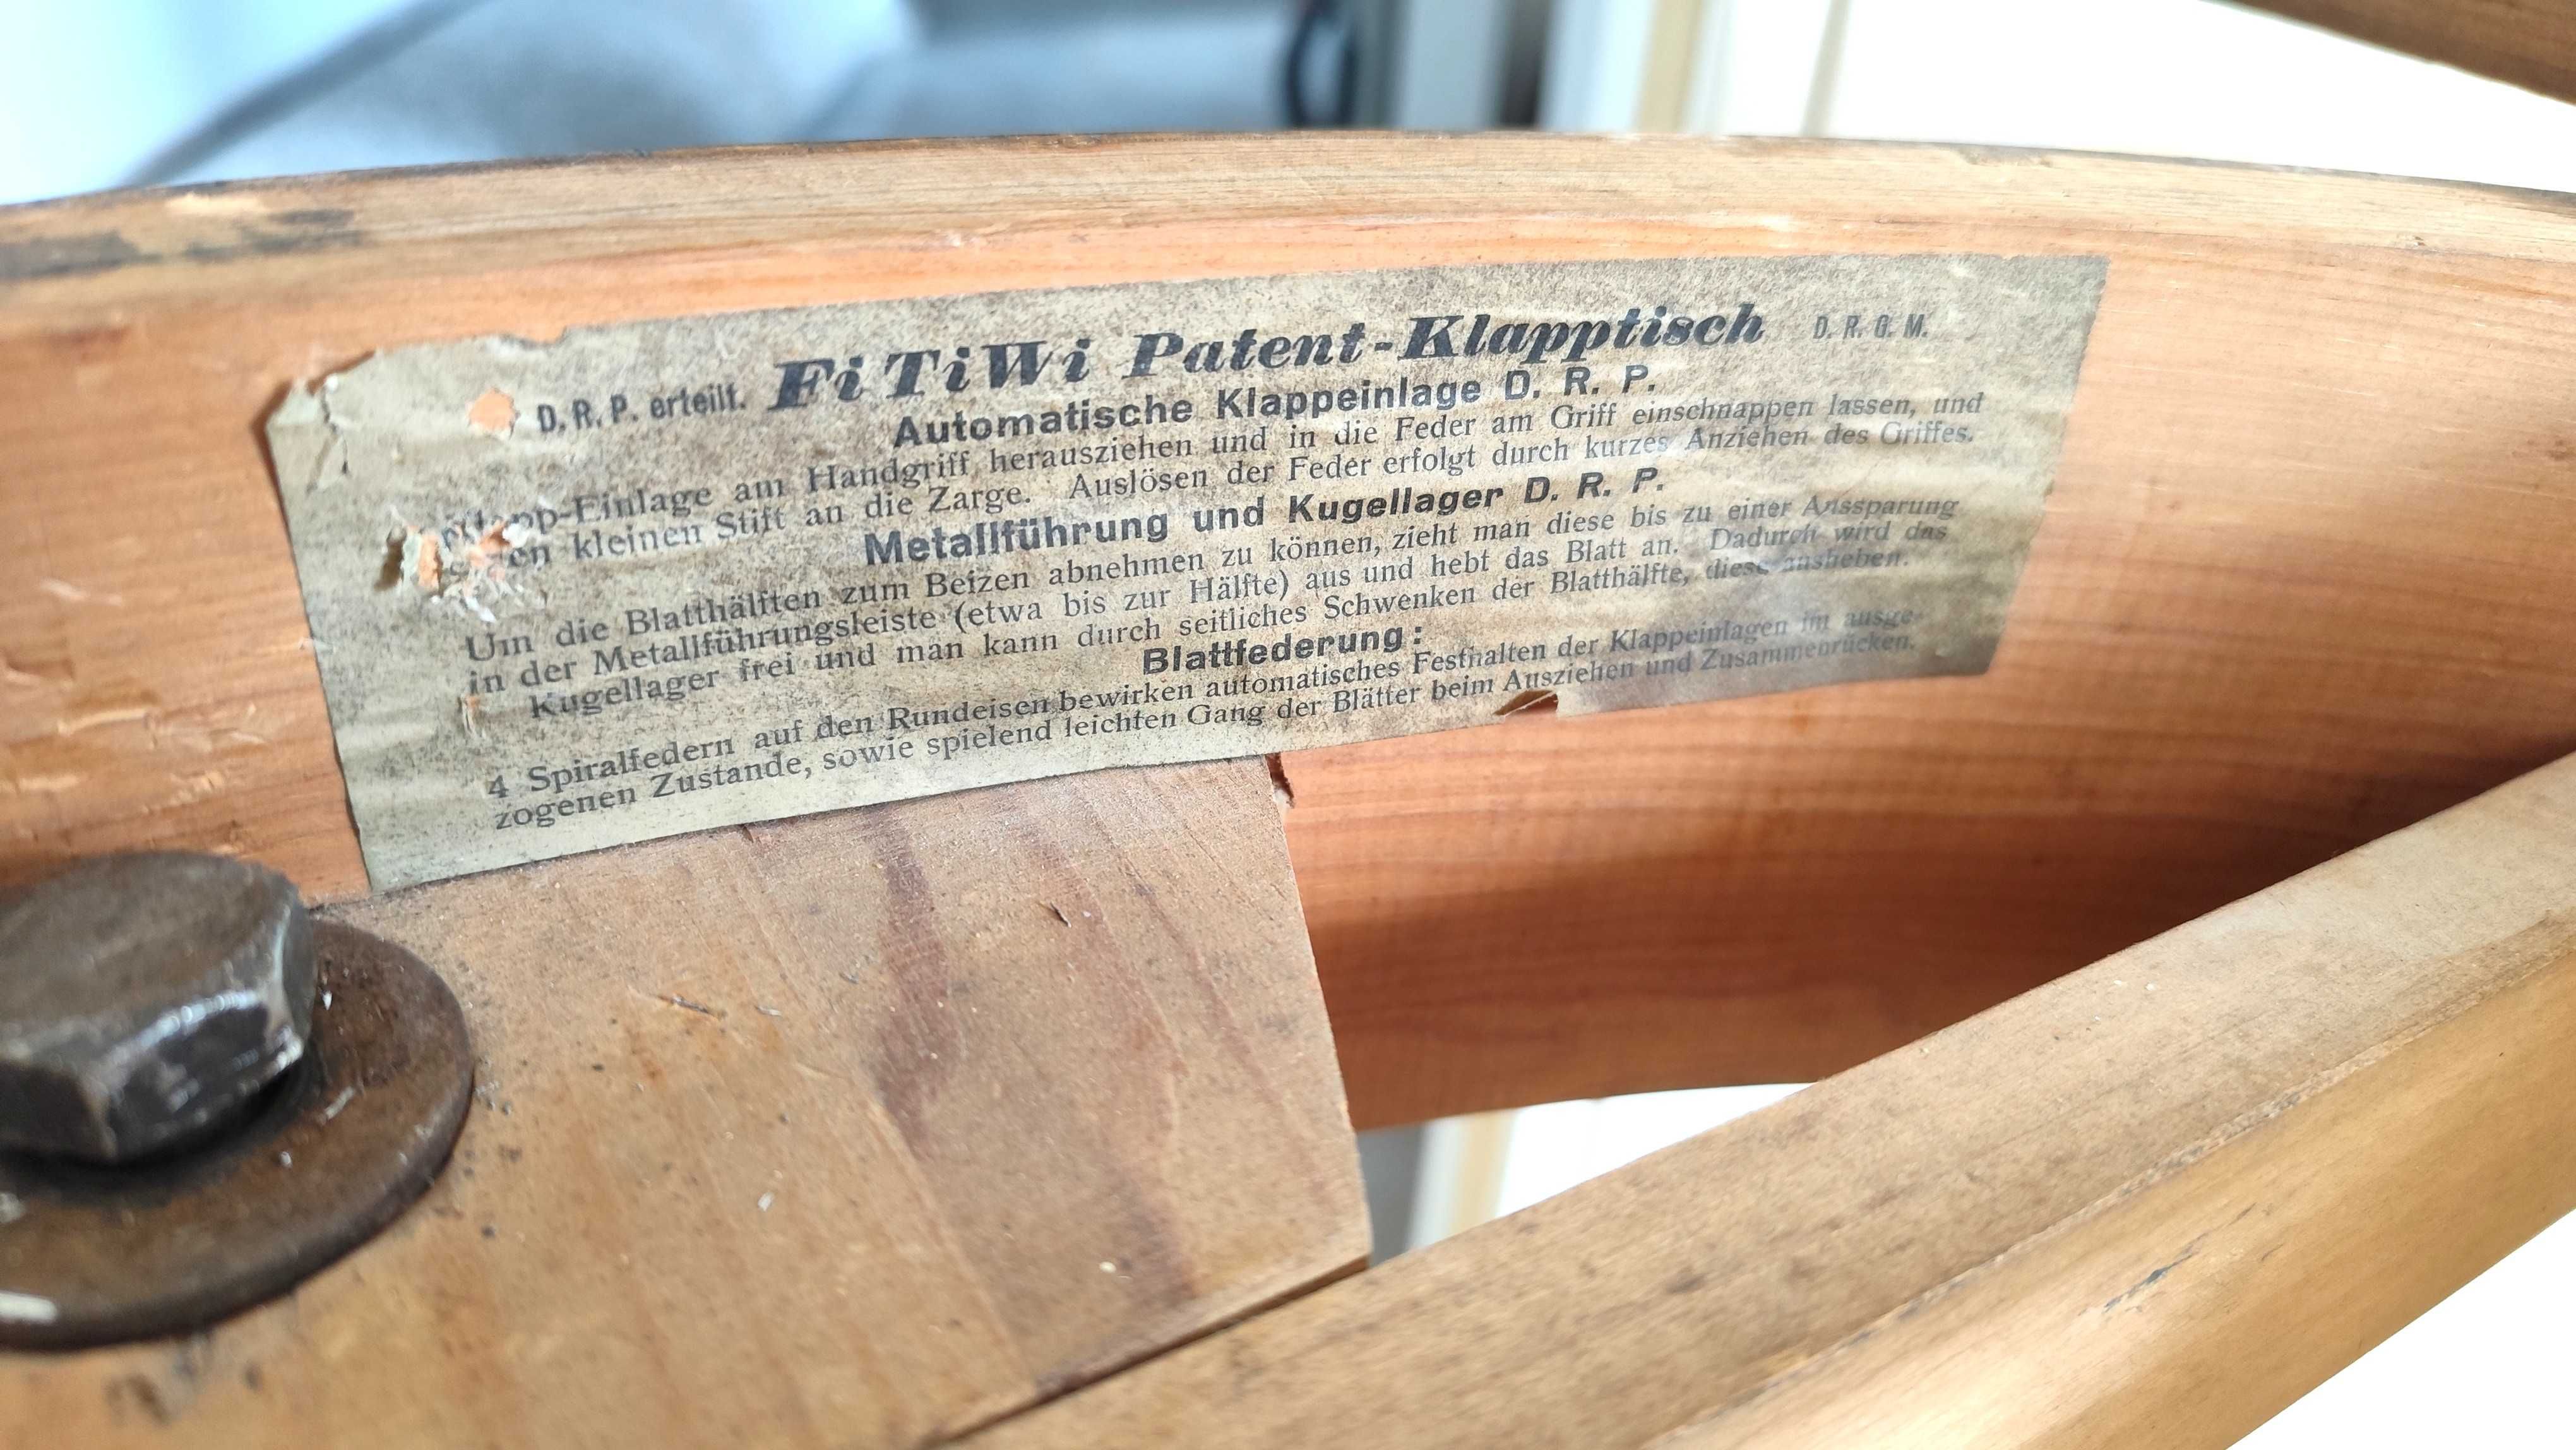 D. R. P. erteilt. FiTiWi Patent-Klapptisch D. R. G. M.
Automatische Klappeinlage D. R. P.
-Einlage am Handgriff herausziehen und in die Feder am Griff einschnappen lassen, und
kleinen Stift an die Zarge. Auslösen der Feder erfolgt durch kurzes Anziehen des Griffes.
Metallführung und Kugellager D. R. P.
Um die Blatthälften zum Beizen abnehmen zu können, zieht man diese bis zu einer Aussparung
in der Metallführungsleiste (etwa bis zur Hälfte) aus und hebt das Blatt an. Dadurch wird das
Kugellager frei und man kann durch seitliches Schwenken der Blatthälfte, diese ausheben.
Blattfederung:
4 Spiralfedern auf den Rundeisen bewirken automatisches Festhalten der Klappeinlagen im ausge-
zogenen Zustande, sowie spielend leichten Gang der Blätter beim Ausziehen und Zusammenrücken.